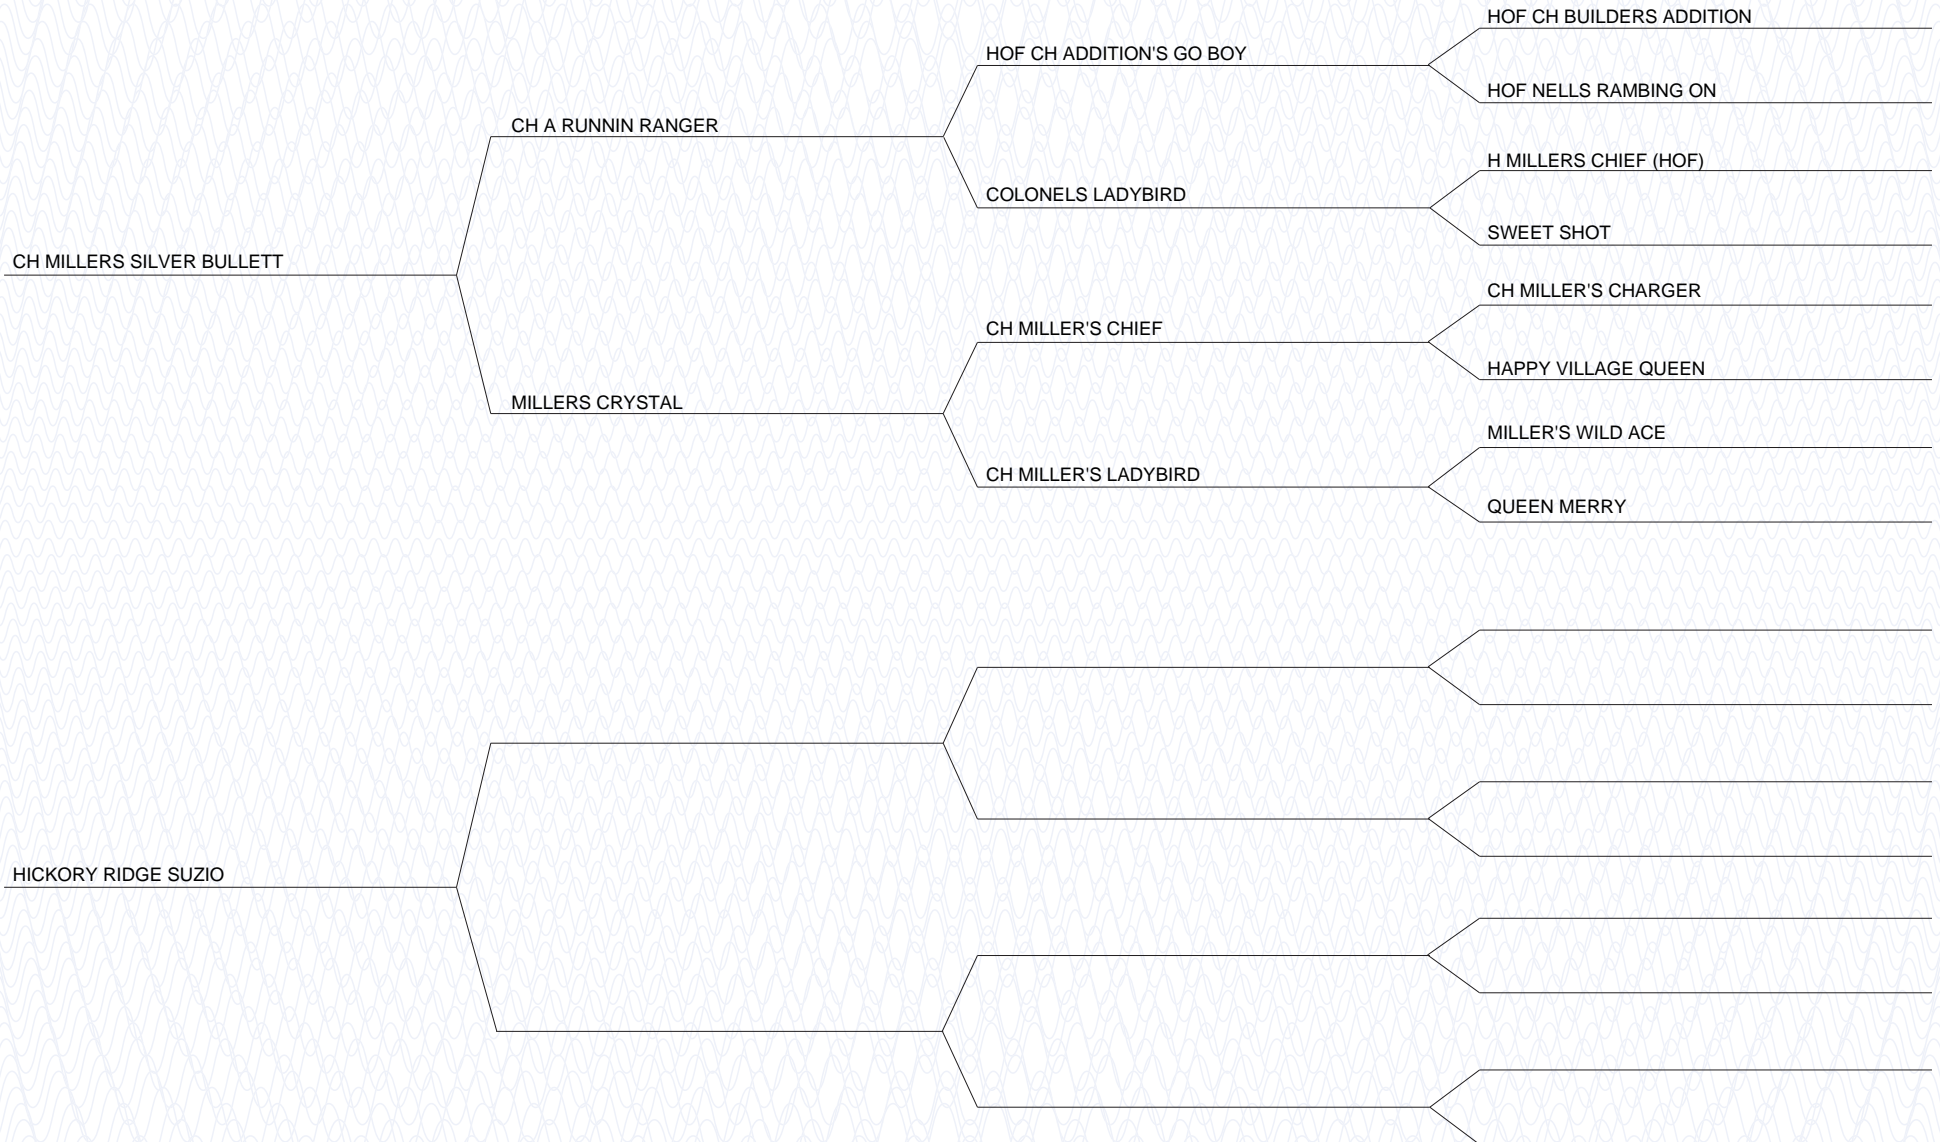 HOF CH BUILDERS ADDITION
HOF CH ADDITION'S GO BOY
HOF NELLS RAMBING ON
CH A RUNNIN RANGER
H MILLERS CHIEF (HOF)
COLONELS LADYBIRD
SWEET SHOT
CH MILLERS SILVER BULLETT
CH MILLER'S CHARGER
CH MILLER'S CHIEF
HAPPY VILLAGE QUEEN
MILLERS CRYSTAL
MILLER'S WILD ACE
CH MILLER'S LADYBIRD
QUEEN MERRY
HICKORY RIDGE SUZIO